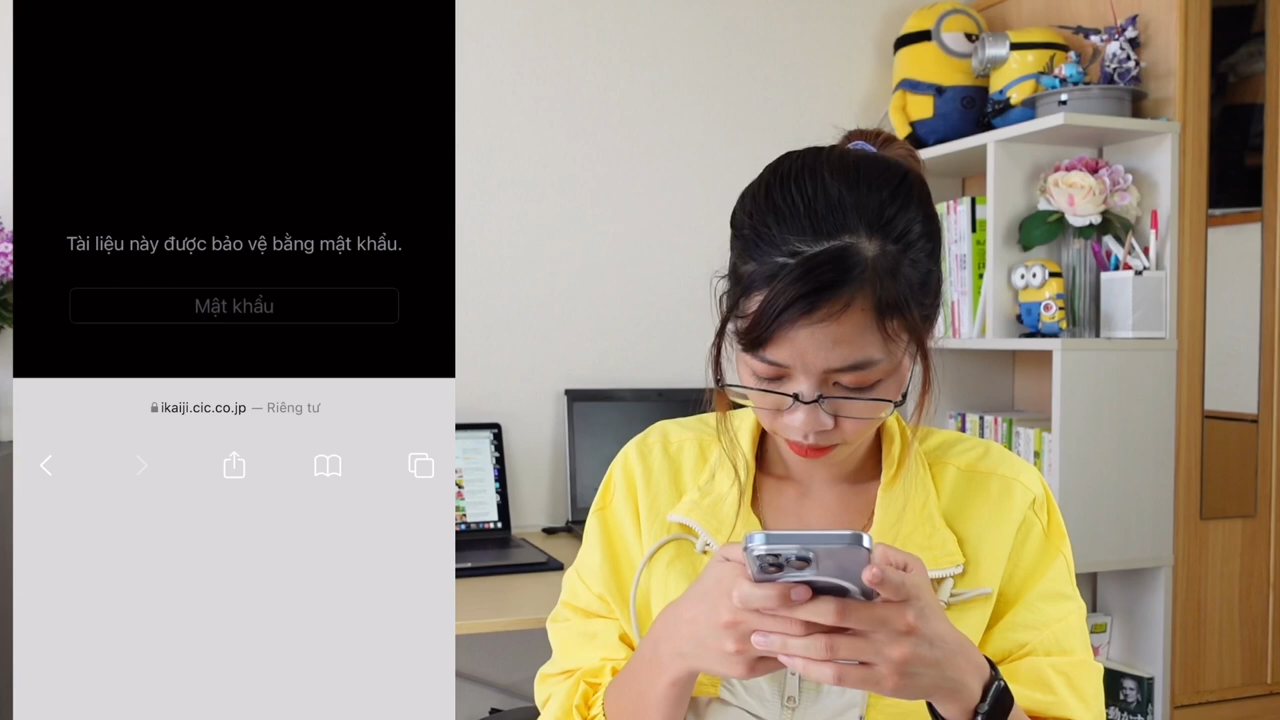 Tài liệu này được bảo vệ bằng mật khẩu.
Mật khẩu
ikaiji.cic.co.jp — Riêng tư